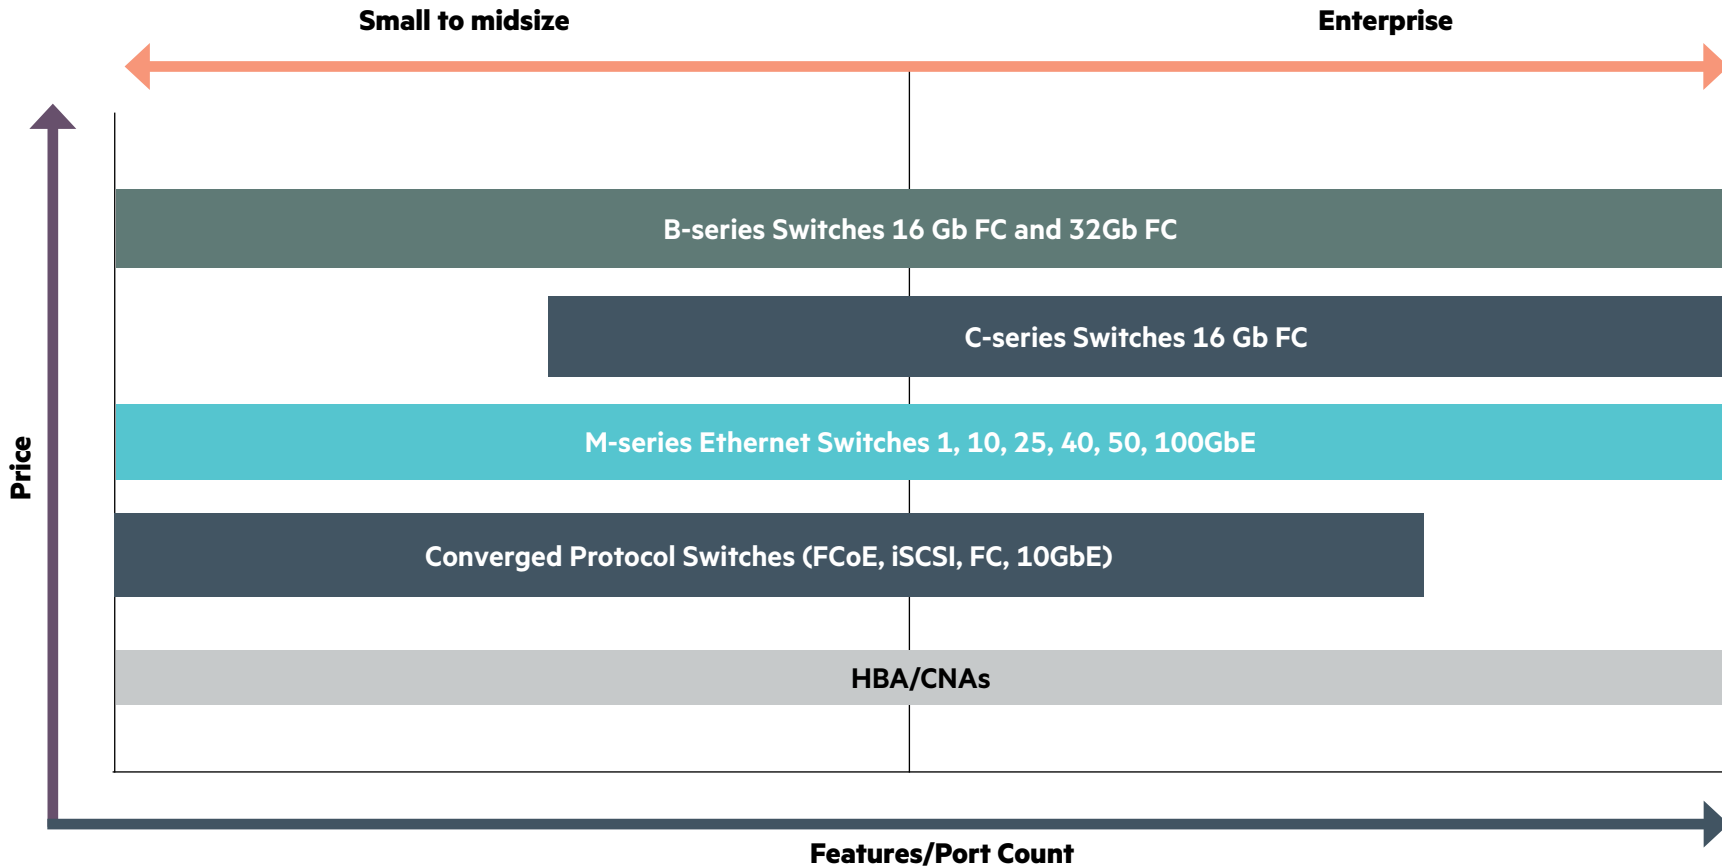 Small to midsize
Enterprise
B-series Switches 16 Gb FC and 32Gb FC
C-series Switches 16 Gb FC
M-series Ethernet Switches 1, 10, 25, 40, 50, 100GbE
Price
Converged Protocol Switches (FCoE, iSCSI, FC, 10GbE)
HBA/CNAs
Features/Port Count